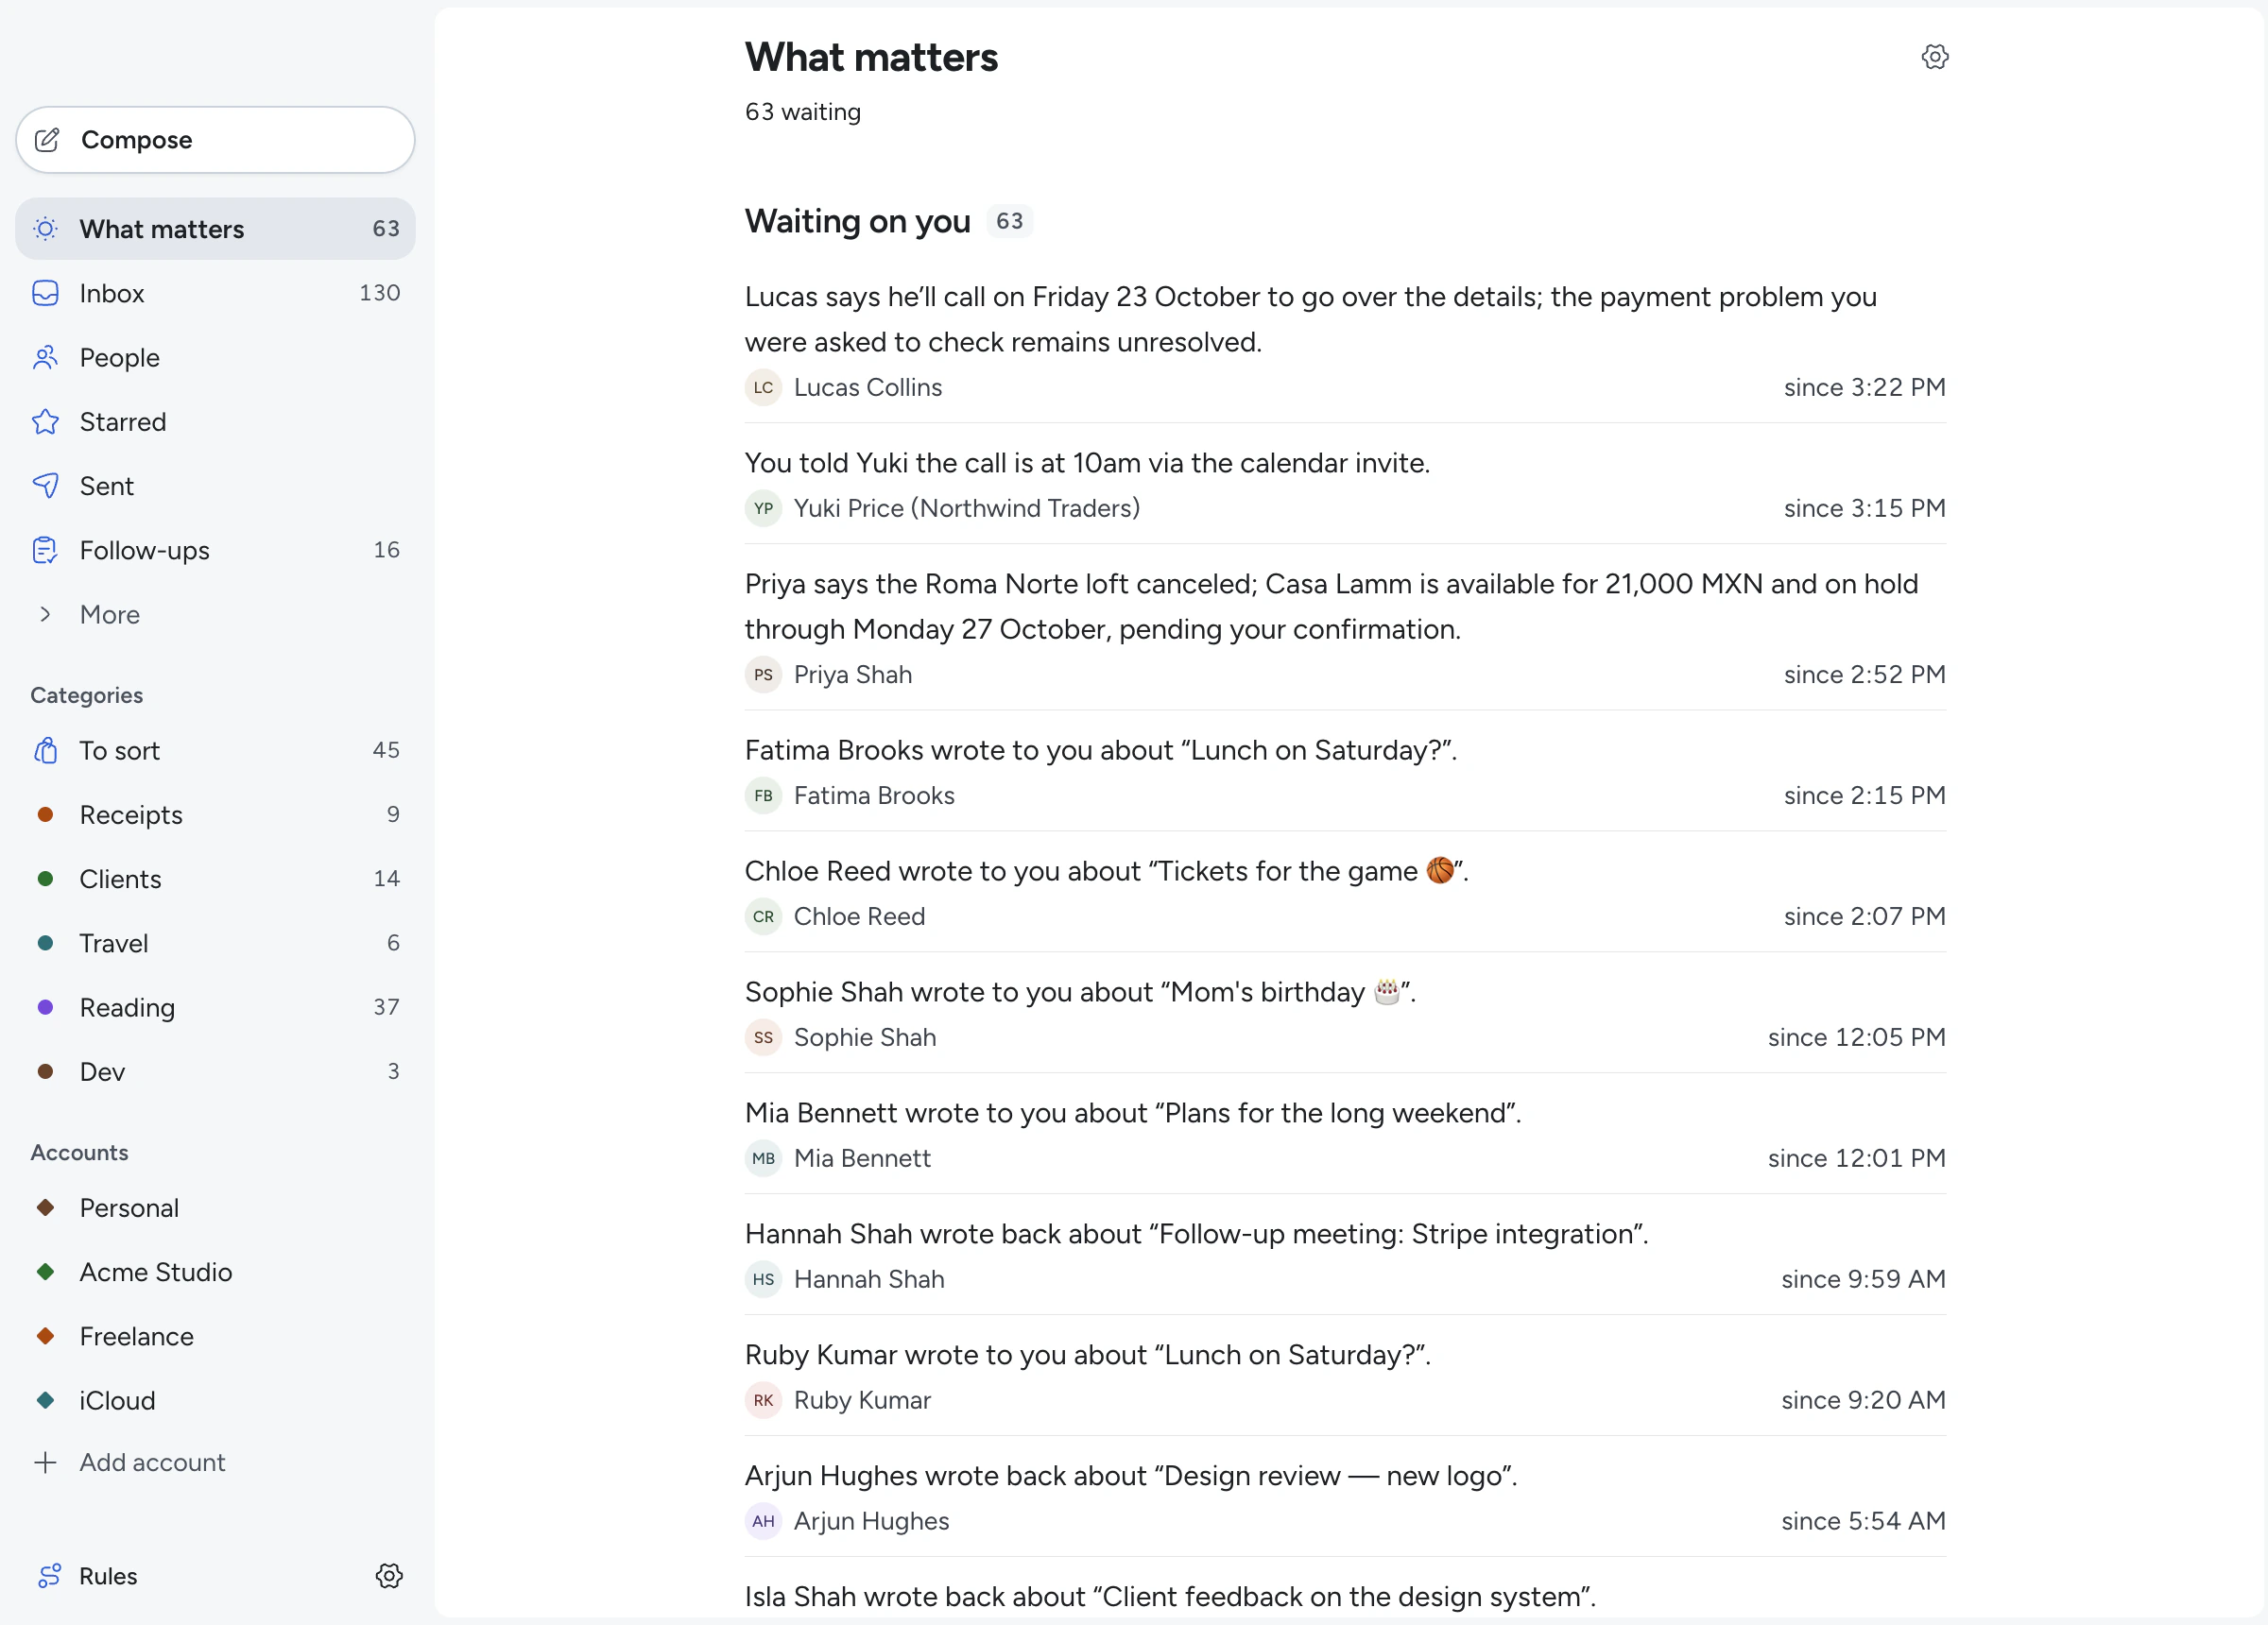 Compose
What matters 63
Inbox 130
People
Starred
Sent
Follow-ups 16
More
Categories
To sort 45
Receipts 9
Clients 14
Travel 6
Reading 37
Dev 3
Accounts
Personal
Acme Studio
Freelance
iCloud
Add account
Rules
What matters
63 waiting
Waiting on you 63
Lucas says he’ll call on Friday 23 October to go over the details; the payment problem you
were asked to check remains unresolved.
LC Lucas Collins since 3:22 PM
You told Yuki the call is at 10am via the calendar invite.
YP Yuki Price (Northwind Traders) since 3:15 PM
Priya says the Roma Norte loft canceled; Casa Lamm is available for 21,000 MXN and on hold
through Monday 27 October, pending your confirmation.
PS Priya Shah since 2:52 PM
Fatima Brooks wrote to you about “Lunch on Saturday?”.
FB Fatima Brooks since 2:15 PM
Chloe Reed wrote to you about “Tickets for the game 🏀”.
CR Chloe Reed since 2:07 PM
Sophie Shah wrote to you about “Mom's birthday 🎂”.
SS Sophie Shah since 12:05 PM
Mia Bennett wrote to you about “Plans for the long weekend”.
MB Mia Bennett since 12:01 PM
Hannah Shah wrote back about “Follow-up meeting: Stripe integration”.
HS Hannah Shah since 9:59 AM
Ruby Kumar wrote to you about “Lunch on Saturday?”.
RK Ruby Kumar since 9:20 AM
Arjun Hughes wrote back about “Design review — new logo”.
AH Arjun Hughes since 5:54 AM
Isla Shah wrote back about “Client feedback on the design system”.